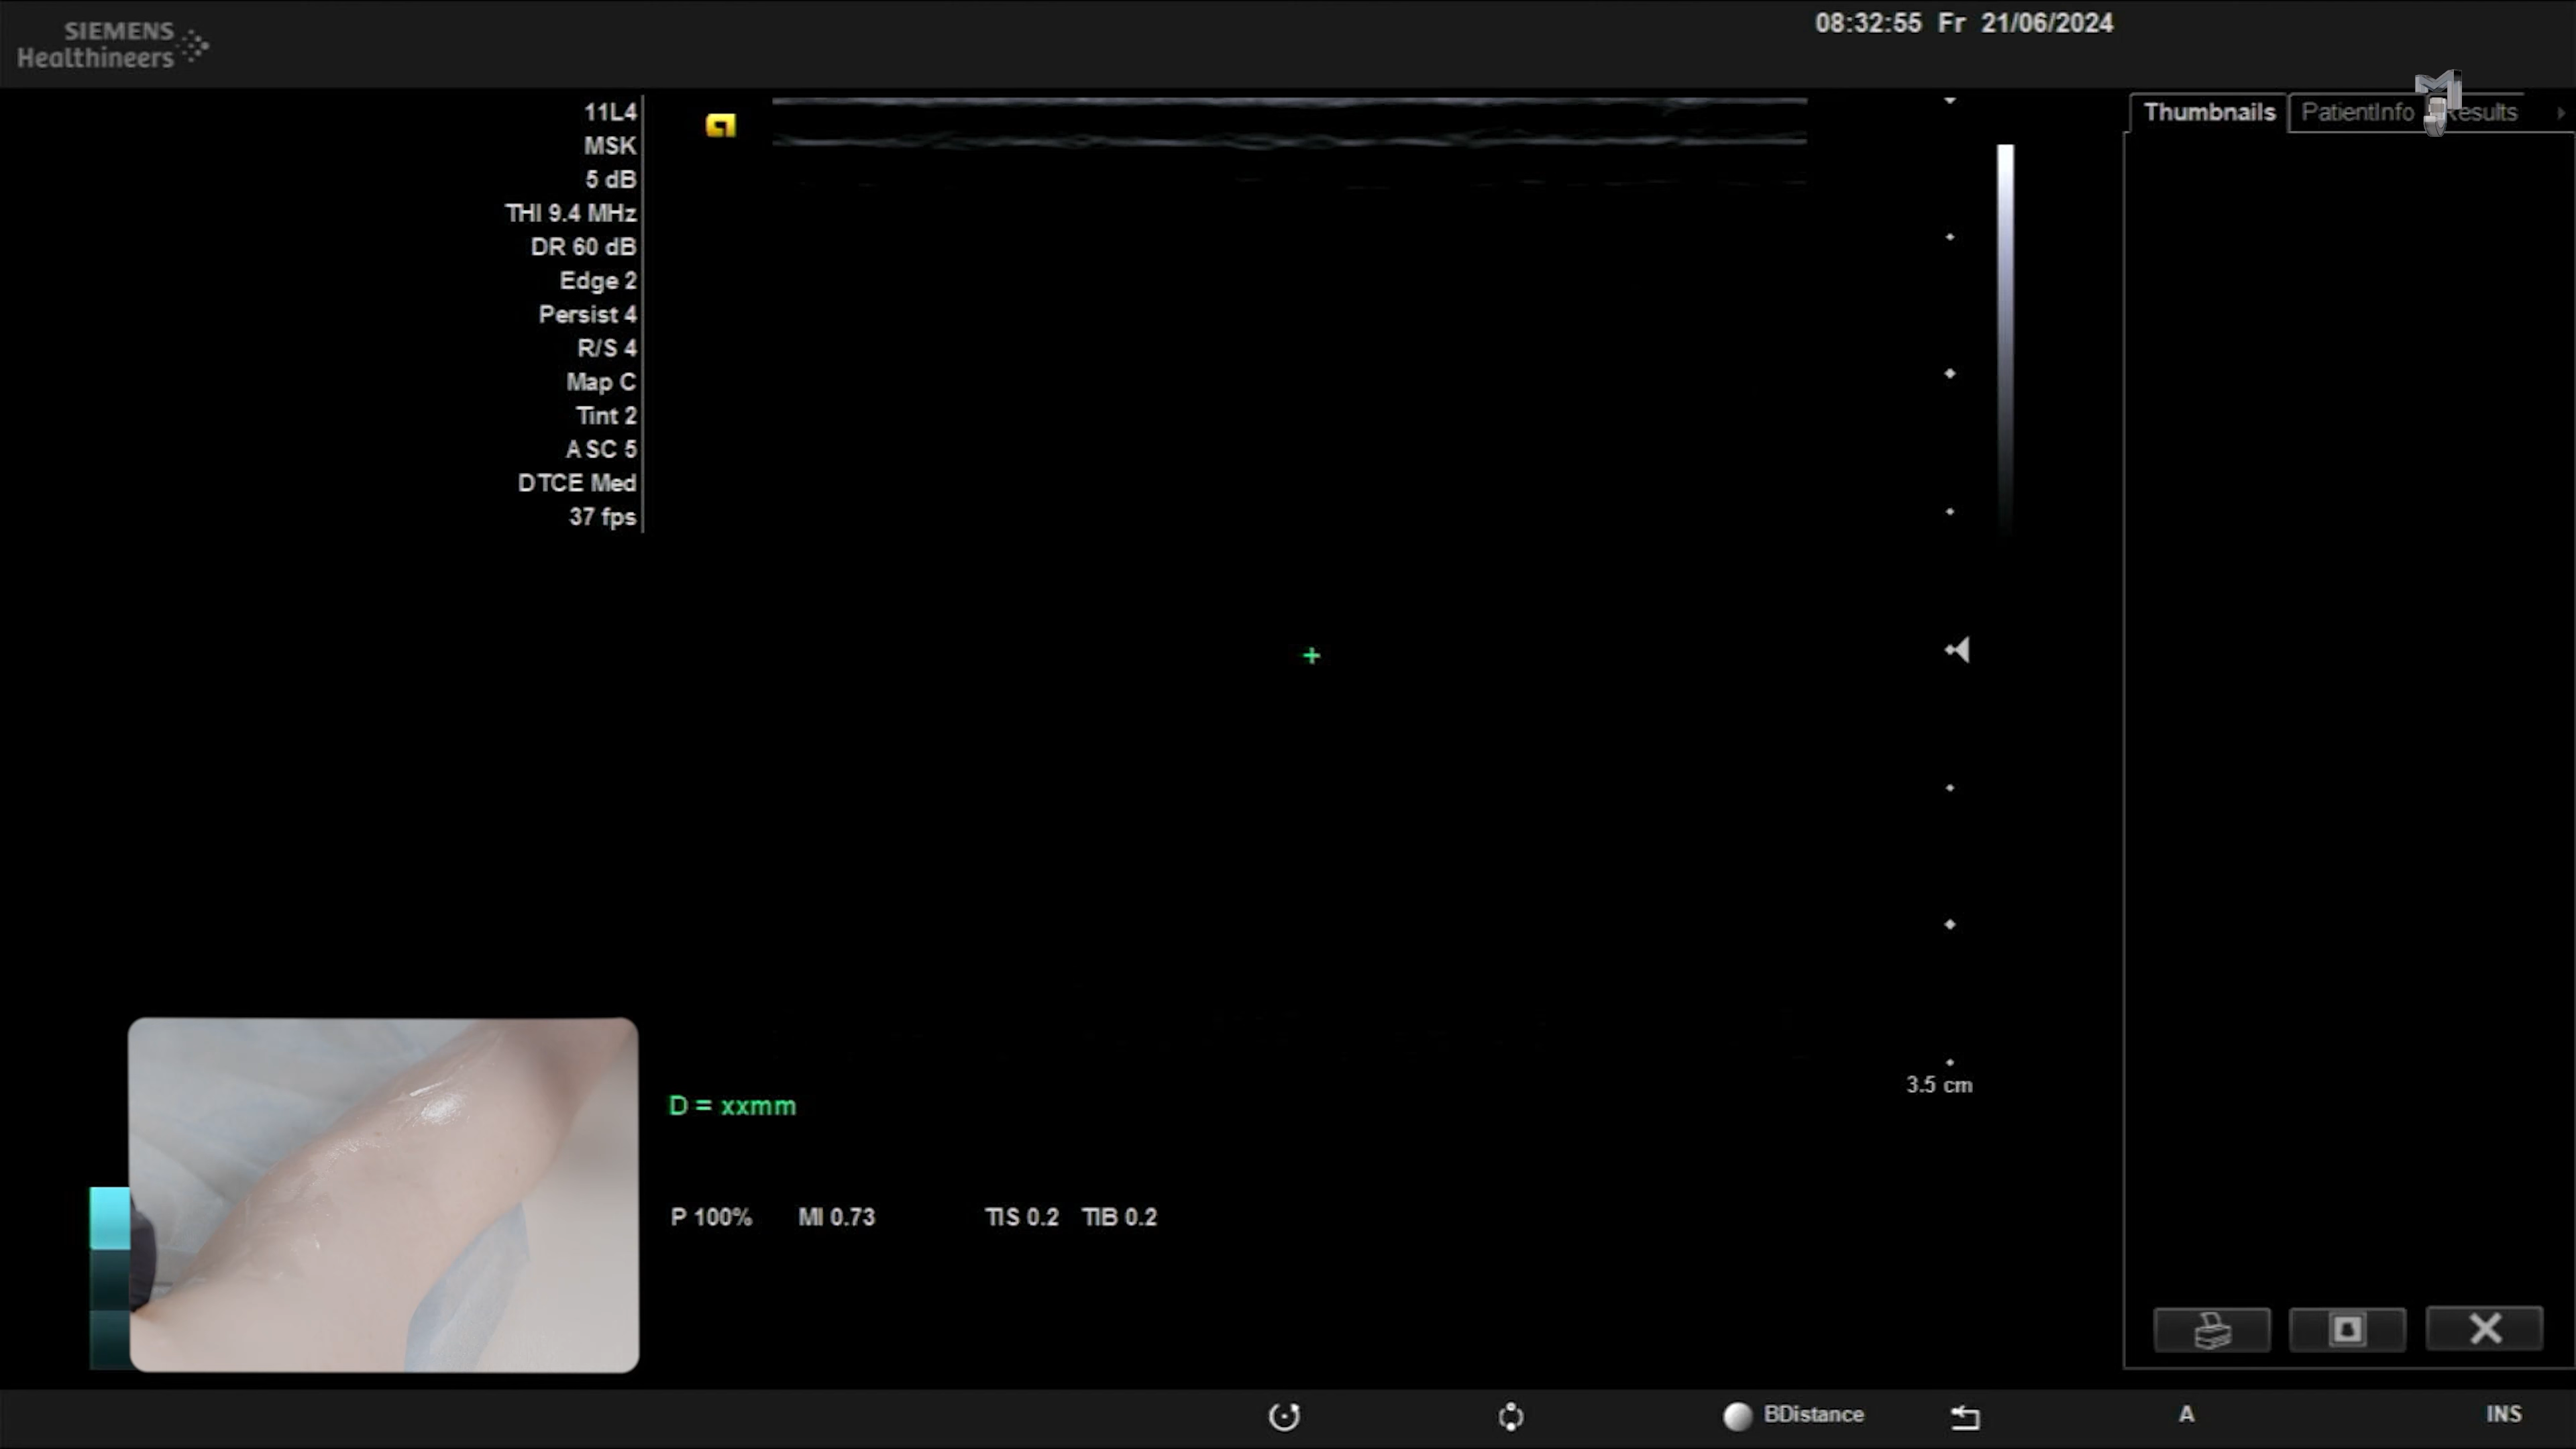 SIEMENS
Healthineers
08:32:55 Fr 21/06/2024
11L4
MSK
5 dB
THI 9.4 MHz
DR 60 dB
Edge 2
Persist 4
R/S 4
Map C
Tint 2
ASC 5
DTCE Med
37 fps
Thumbnails
PatientInfo
Results
3.5 cm
D = xxmm
P 100% MI 0.73 TIS 0.2 TIB 0.2
BDistance
A
INS